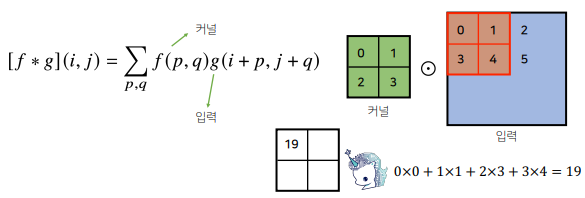 커널
[f ∗ g](i, j) = ∑ f(p, q)g(i + p, j + q)
p,q
입력
0 1
2 3
커널
⊙
0 1 2
3 4 5
입력
19
0×0 + 1×1 + 2×3 + 3×4 = 19